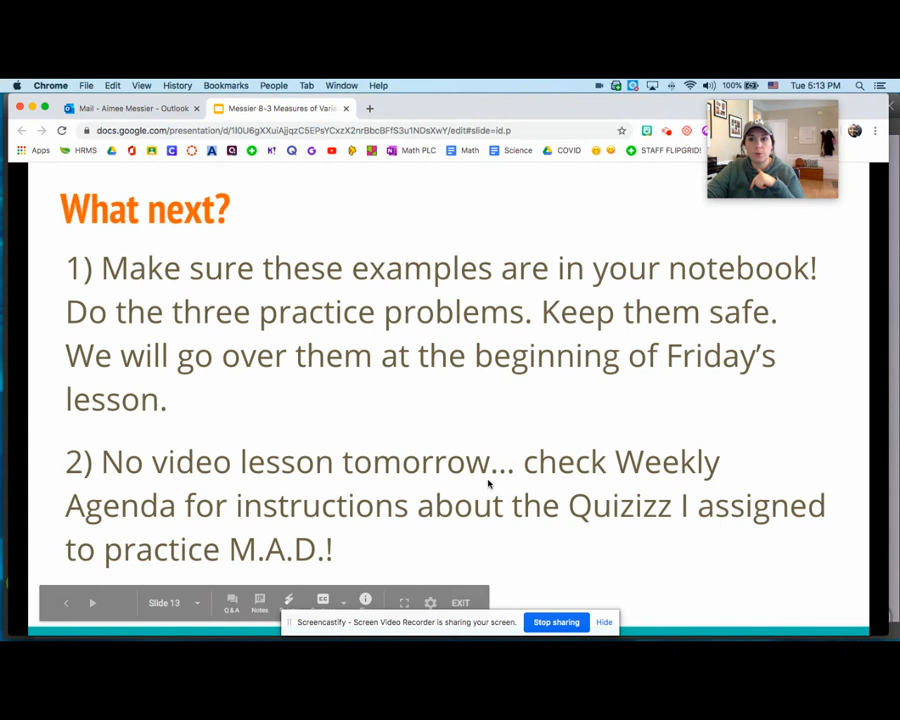 Chrome File Edit View History Bookmarks People Tab Window Help 100% Tue 5:13 PM
Mail - Aimee Messier - Outlook Messier 8-3 Measures of Varia
docs.google.com/presentation/d/1I0U6gXXuiAjjqzC5EPsYCxzX2nrBbcBFfS3u1NDsXwY/edit#slide=id.p
Apps HRMS Math PLC Math Science COVID STAFF FLIPGRID!
What next?
1) Make sure these examples are in your notebook!
Do the three practice problems. Keep them safe.
We will go over them at the beginning of Friday's
lesson.
2) No video lesson tomorrow... check Weekly
Agenda for instructions about the Quizizz I assigned
to practice M.A.D.!
Slide 13 Q&A Notes EXIT
Screencastify - Screen Video Recorder is sharing your screen. Stop sharing Hide